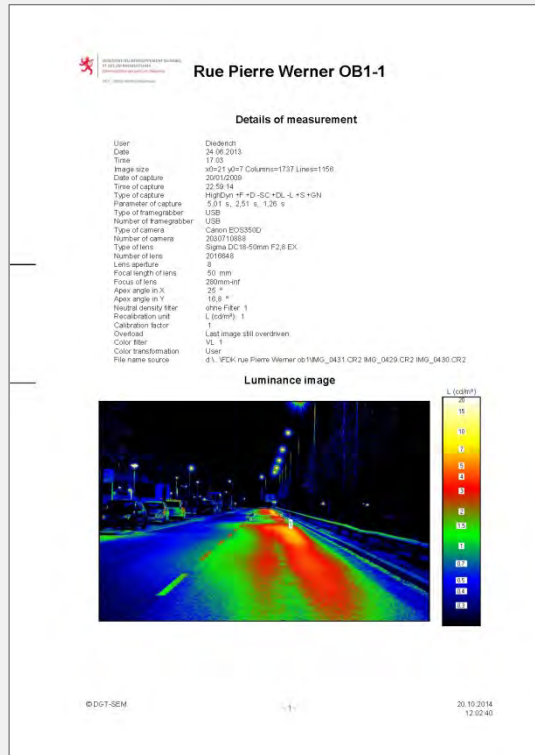 Rue Pierre Werner OB1-1
Details of measurement
User Diederich
Date 24.06.2013
Time 17:03
Image size x0=21 y0=7 Columns=1737 Lines=1156
Date of capture 20/01/2009
Time of capture 22:59:14
Type of capture HighDyn +F +D -SC +DL -L +S +GN
Parameter of capture 5,01 s, 2,51 s, 1,26 s
Type of framegrabber USB
Number of framegrabber USB
Type of camera Canon EOS350D
Number of camera 2030710888
Type of lens Sigma DC18-50mm F2,8 EX
Number of lens 2016648
Lens aperture 8
Focal length of lens 50 mm
Focus of lens 280mm-inf
Apex angle in X 25 °
Apex angle in Y 16,8 °
Neutral density filter ohne Filter 1
Recalibration unit L (cd/m²) 1
Calibration factor 1
Overload Last image still overdriven
Color filter VL 1
Color transformation User
File name source d:\..\FDK rue Pierre Werner ob1\IMG_0431.CR2 IMG_0429.CR2 IMG_0430.CR2
Luminance image
L (cd/m²)
20
15
10
7
5
4
3
2
1.5
1
0.7
0.5
0.4
0.3
1
© DGT-SEM
-1-
20.10.2014
12:02:40